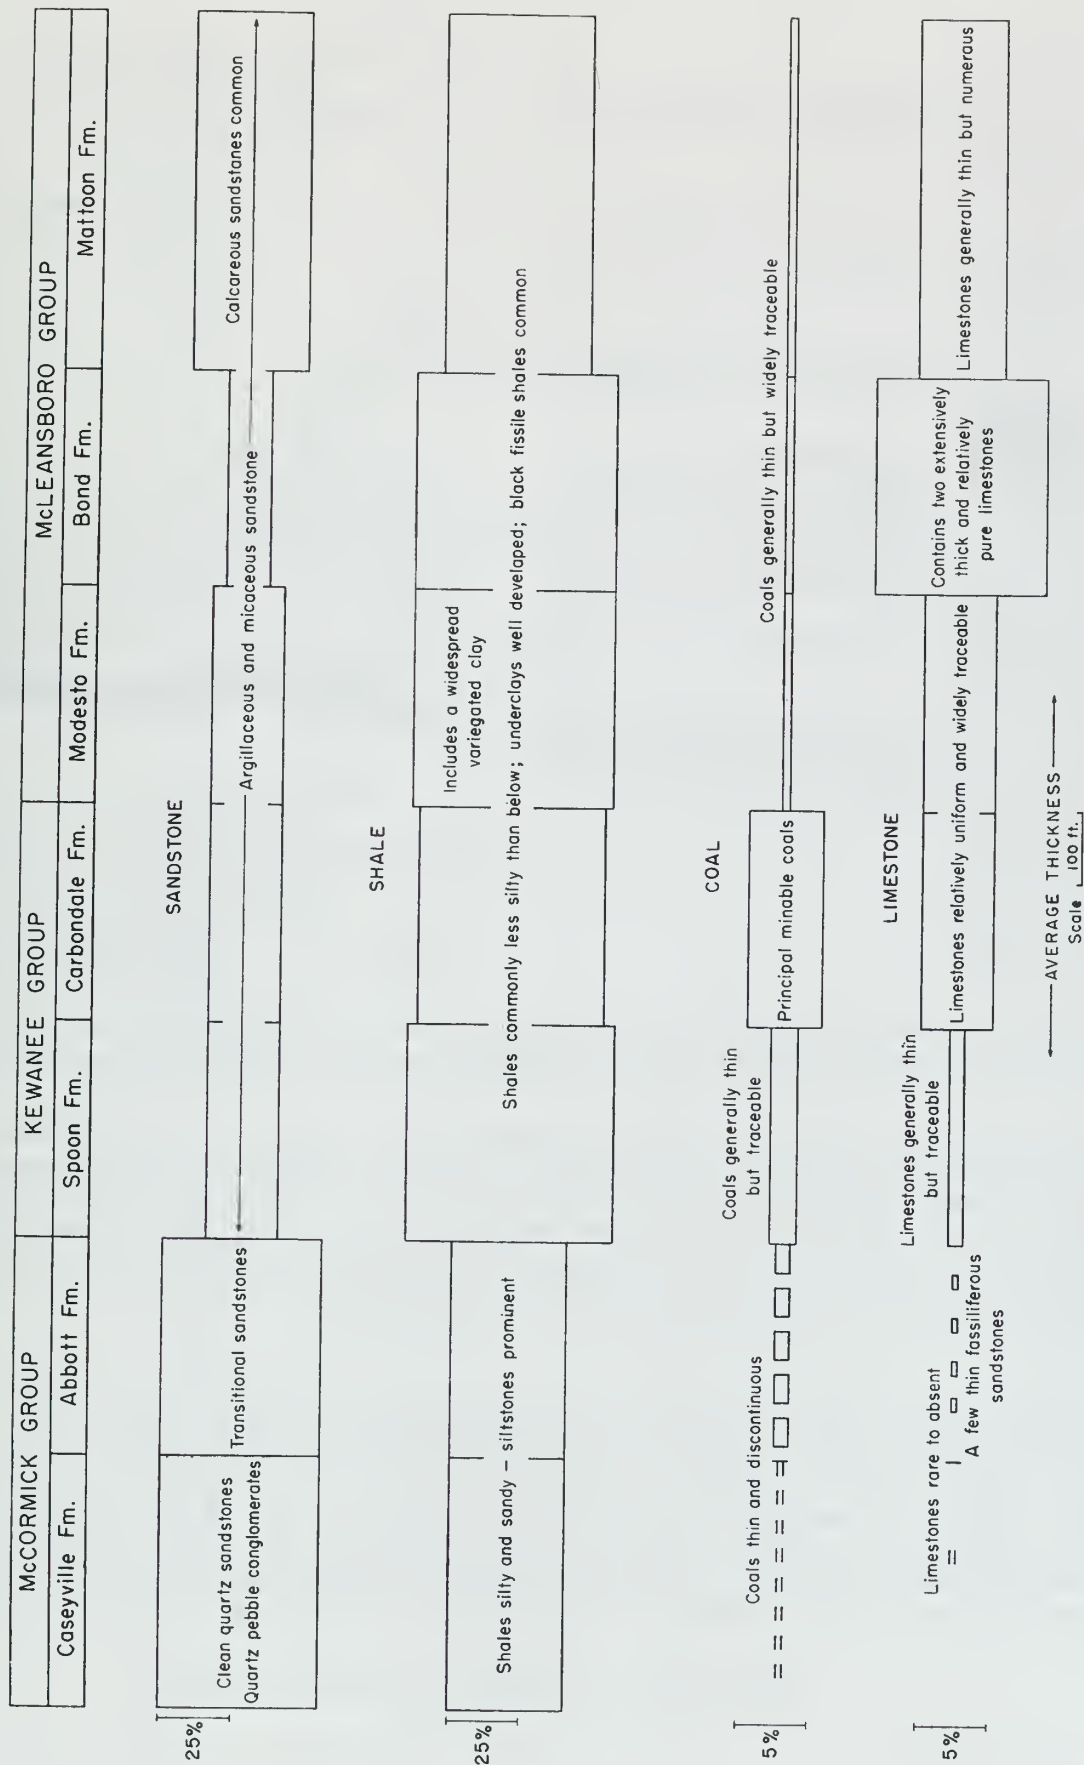 McCORMICK GROUP
KEWANEE GROUP
McLEANSBORO GROUP
Caseyville Fm.
Abbott Fm.
Spoon Fm.
Carbondale Fm.
Modesto Fm.
Bond Fm.
Mattoon Fm.
SANDSTONE
25%
Clean quartz sandstones
Quartz pebble conglomerates
Transitional sandstones
Argillaceous and micaceous sandstone
Calcareous sandstanes common
SHALE
25%
Shales silty and sandy – siltstones prominent
Includes a widespread
variegated clay
Shales commonly less silty than below; underclays well developed; black fissile shales common
COAL
5%
Coals thin and discontinuous
Coals generally thin
but traceable
Principal minable coals
Coals generally thin but widely traceable
LIMESTONE
5%
Limestones rare to absent
A few thin fassiliferous
sandstones
Limestones generally thin
but traceable
Limestones relatively uniform and widely traceable
Contains two extensively
thick and relatively
pure limestones
Limestones generally thin but numeraus
AVERAGE THICKNESS
Scale 100 ft.